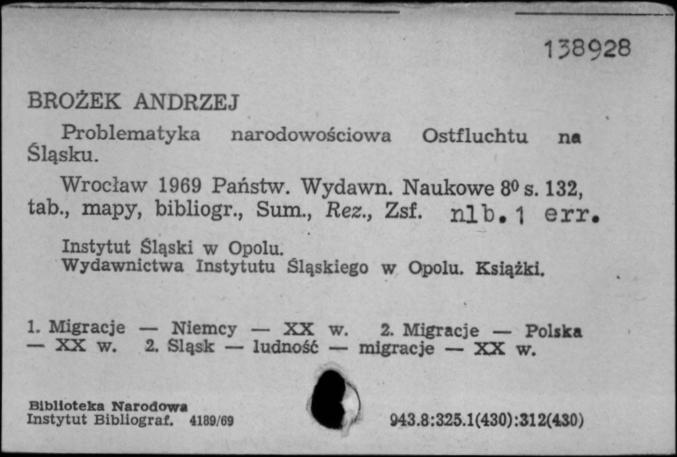 138928
BROŻEK ANDRZEJ
Problematyka narodowościowa Ostfluchtu na
Śląsku.
Wrocław 1969 Państw. Wydawn. Naukowe 8⁰ s. 132,
tab., mapy, bibliogr., Sum., Rez., Zsf. nlb. 1 err.
Instytut Śląski w Opolu.
Wydawnictwa Instytutu Śląskiego w Opolu. Książki.
1. Migracje — Niemcy — XX w. 2. Migracje — Polska
— XX w. 2. Śląsk — ludność — migracje — XX w.
Biblioteka Narodowa
Instytut Bibliograf. 4189/69
943.8:325.1(430):312(430)